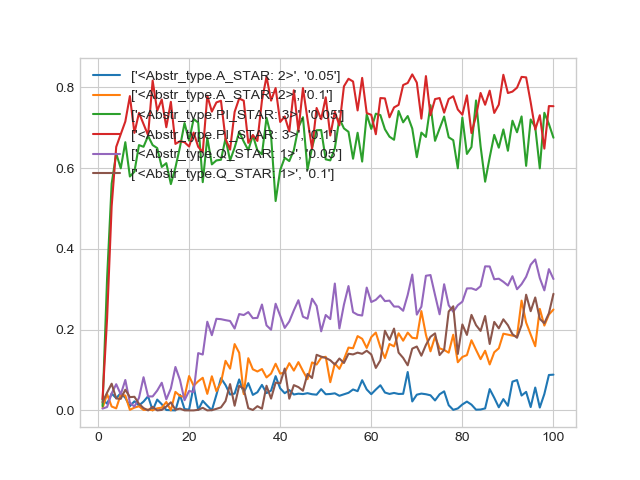 0.8
0.6
0.4
0.2
0.0
0
20
40
60
80
100
['<Abstr_type.A_STAR: 2>', '0.05']
['<Abstr_type.A_STAR: 2>', '0.1']
['<Abstr_type.PI_STAR: 3>', '0.05']
['<Abstr_type.PI_STAR: 3>', '0.1']
['<Abstr_type.Q_STAR: 1>', '0.05']
['<Abstr_type.Q_STAR: 1>', '0.1']